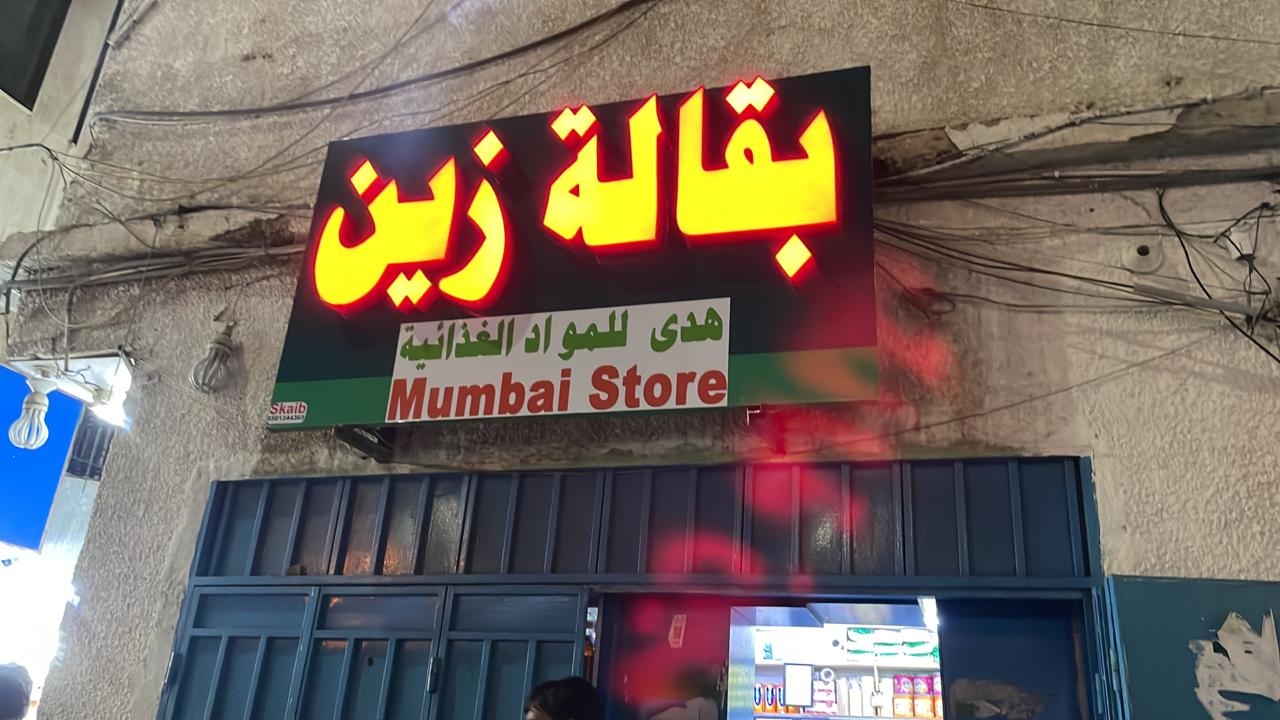 بقالة زين
هدى للمواد الغذائية
Mumbai Store
Skaib